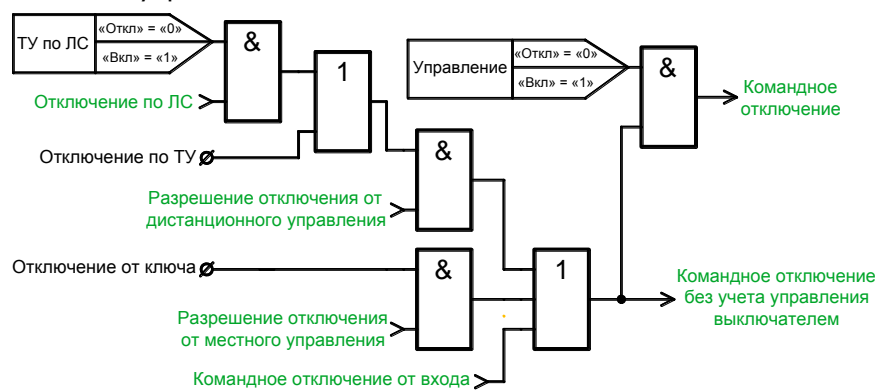 «Откл» = «0»
ТУ по ЛС
«Вкл» = «1»
&
1
Отключение по ЛС
Отключение по ТУ
Управление
«Откл» = «0»
«Вкл» = «1»
&
Командное
отключение
&
Разрешение отключения от
дистанционного управления
Отключение от ключа
&
1
Командное отключение
без учета управления
выключателем
Разрешение отключения
от местного управления
Командное отключение от входа